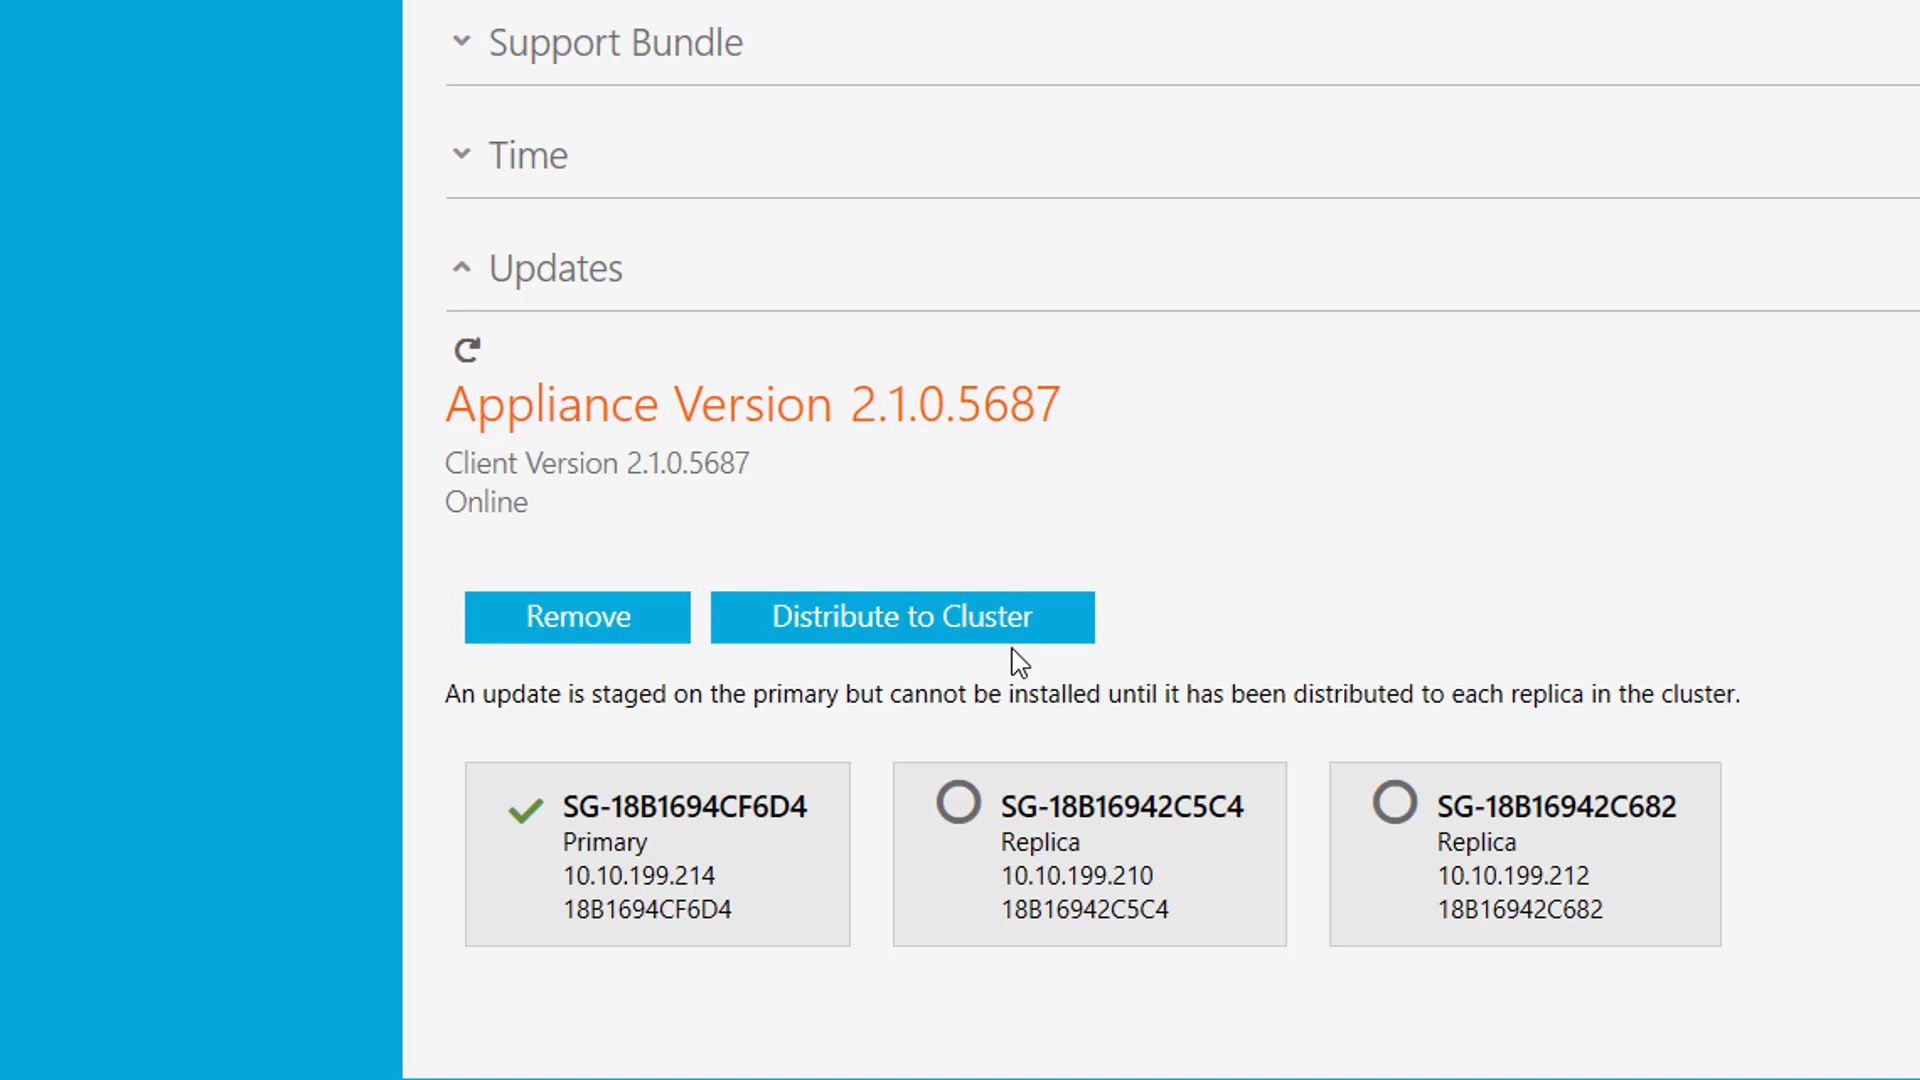 Support Bundle
Time
Updates
Appliance Version 2.1.0.5687
Client Version 2.1.0.5687
Online
Remove
Distribute to Cluster
An update is staged on the primary but cannot be installed until it has been distributed to each replica in the cluster.
SG-18B1694CF6D4
Primary
10.10.199.214
18B1694CF6D4
SG-18B16942C5C4
Replica
10.10.199.210
18B16942C5C4
SG-18B16942C682
Replica
10.10.199.212
18B16942C682